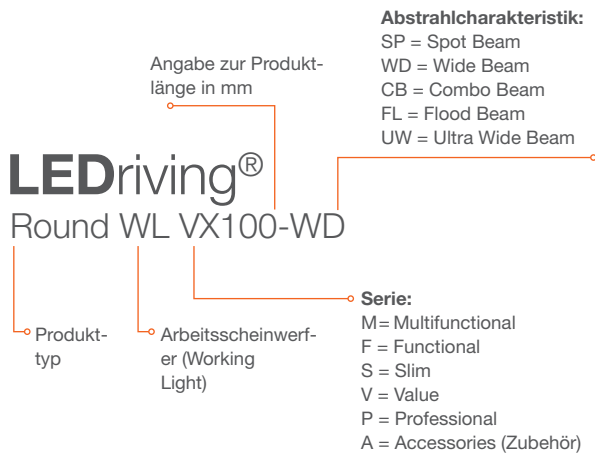 Abstrahlcharakteristik:
SP = Spot Beam
WD = Wide Beam
CB = Combo Beam
FL = Flood Beam
UW = Ultra Wide Beam
Angabe zur Produkt-
länge in mm
LEDriving®
Round WL VX100-WD
Produkt-
typ
Arbeitsscheinwerf-
er (Working
Light)
Serie:
M = Multifunctional
F = Functional
S = Slim
V = Value
P = Professional
A = Accessories (Zubehör)